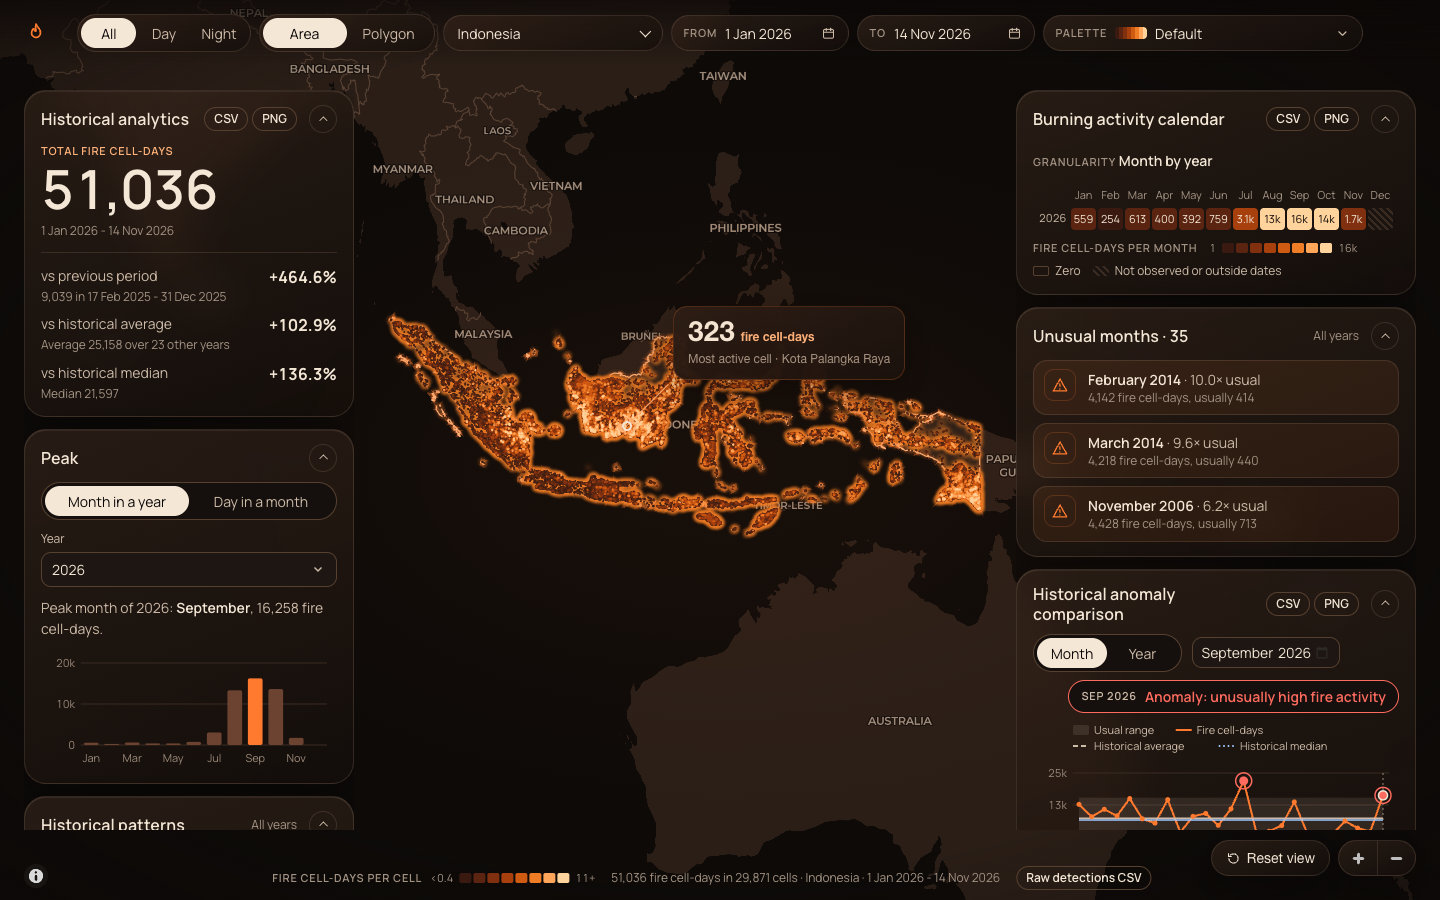 NEPAL
All
Day
Night
Area
Polygon
Indonesia
FROM 1 Jan 2026
TO 14 Nov 2026
PALETTE Default
Historical analytics
CSV
PNG
TOTAL FIRE CELL-DAYS
51,036
1 Jan 2026 - 14 Nov 2026
vs previous period +464.6%
9,039 in 17 Feb 2025 - 31 Dec 2025
vs historical average +102.9%
Average 25,158 over 23 other years
vs historical median +136.3%
Median 21,597
Peak
Month in a year
Day in a month
Year
2026
Peak month of 2026: September, 16,258 fire
cell-days.
20k
10k
0
Jan Mar May Jul Sep Nov
Historical patterns All years
BANGLADESH
TAIWAN
LAOS
MYANMAR
VIETNAM
THAILAND
CAMBODIA
PHILIPPINES
MALAYSIA
BRUNEI
323 fire cell-days
Most active cell · Kota Palangka Raya
AUSTRALIA
Burning activity calendar
CSV
PNG
GRANULARITY Month by year
Jan Feb Mar Apr May Jun Jul Aug Sep Oct Nov Dec
2026 559 254 613 400 392 759 3.1k 13k 16k 14k 1.7k
FIRE CELL-DAYS PER MONTH 1 16k
Zero Not observed or outside dates
Unusual months · 35 All years
February 2014 · 10.0× usual
4,142 fire cell-days, usually 414
March 2014 · 9.6× usual
4,218 fire cell-days, usually 440
November 2006 · 6.2× usual
4,428 fire cell-days, usually 713
Historical anomaly
comparison
CSV
PNG
Month
Year
September 2026
SEP 2026 Anomaly: unusually high fire activity
Usual range Fire cell-days
Historical average Historical median
25k
13k
Reset view
+ −
FIRE CELL-DAYS PER CELL <0.4 11+ 51,036 fire cell-days in 29,871 cells · Indonesia · 1 Jan 2026 - 14 Nov 2026
Raw detections CSV